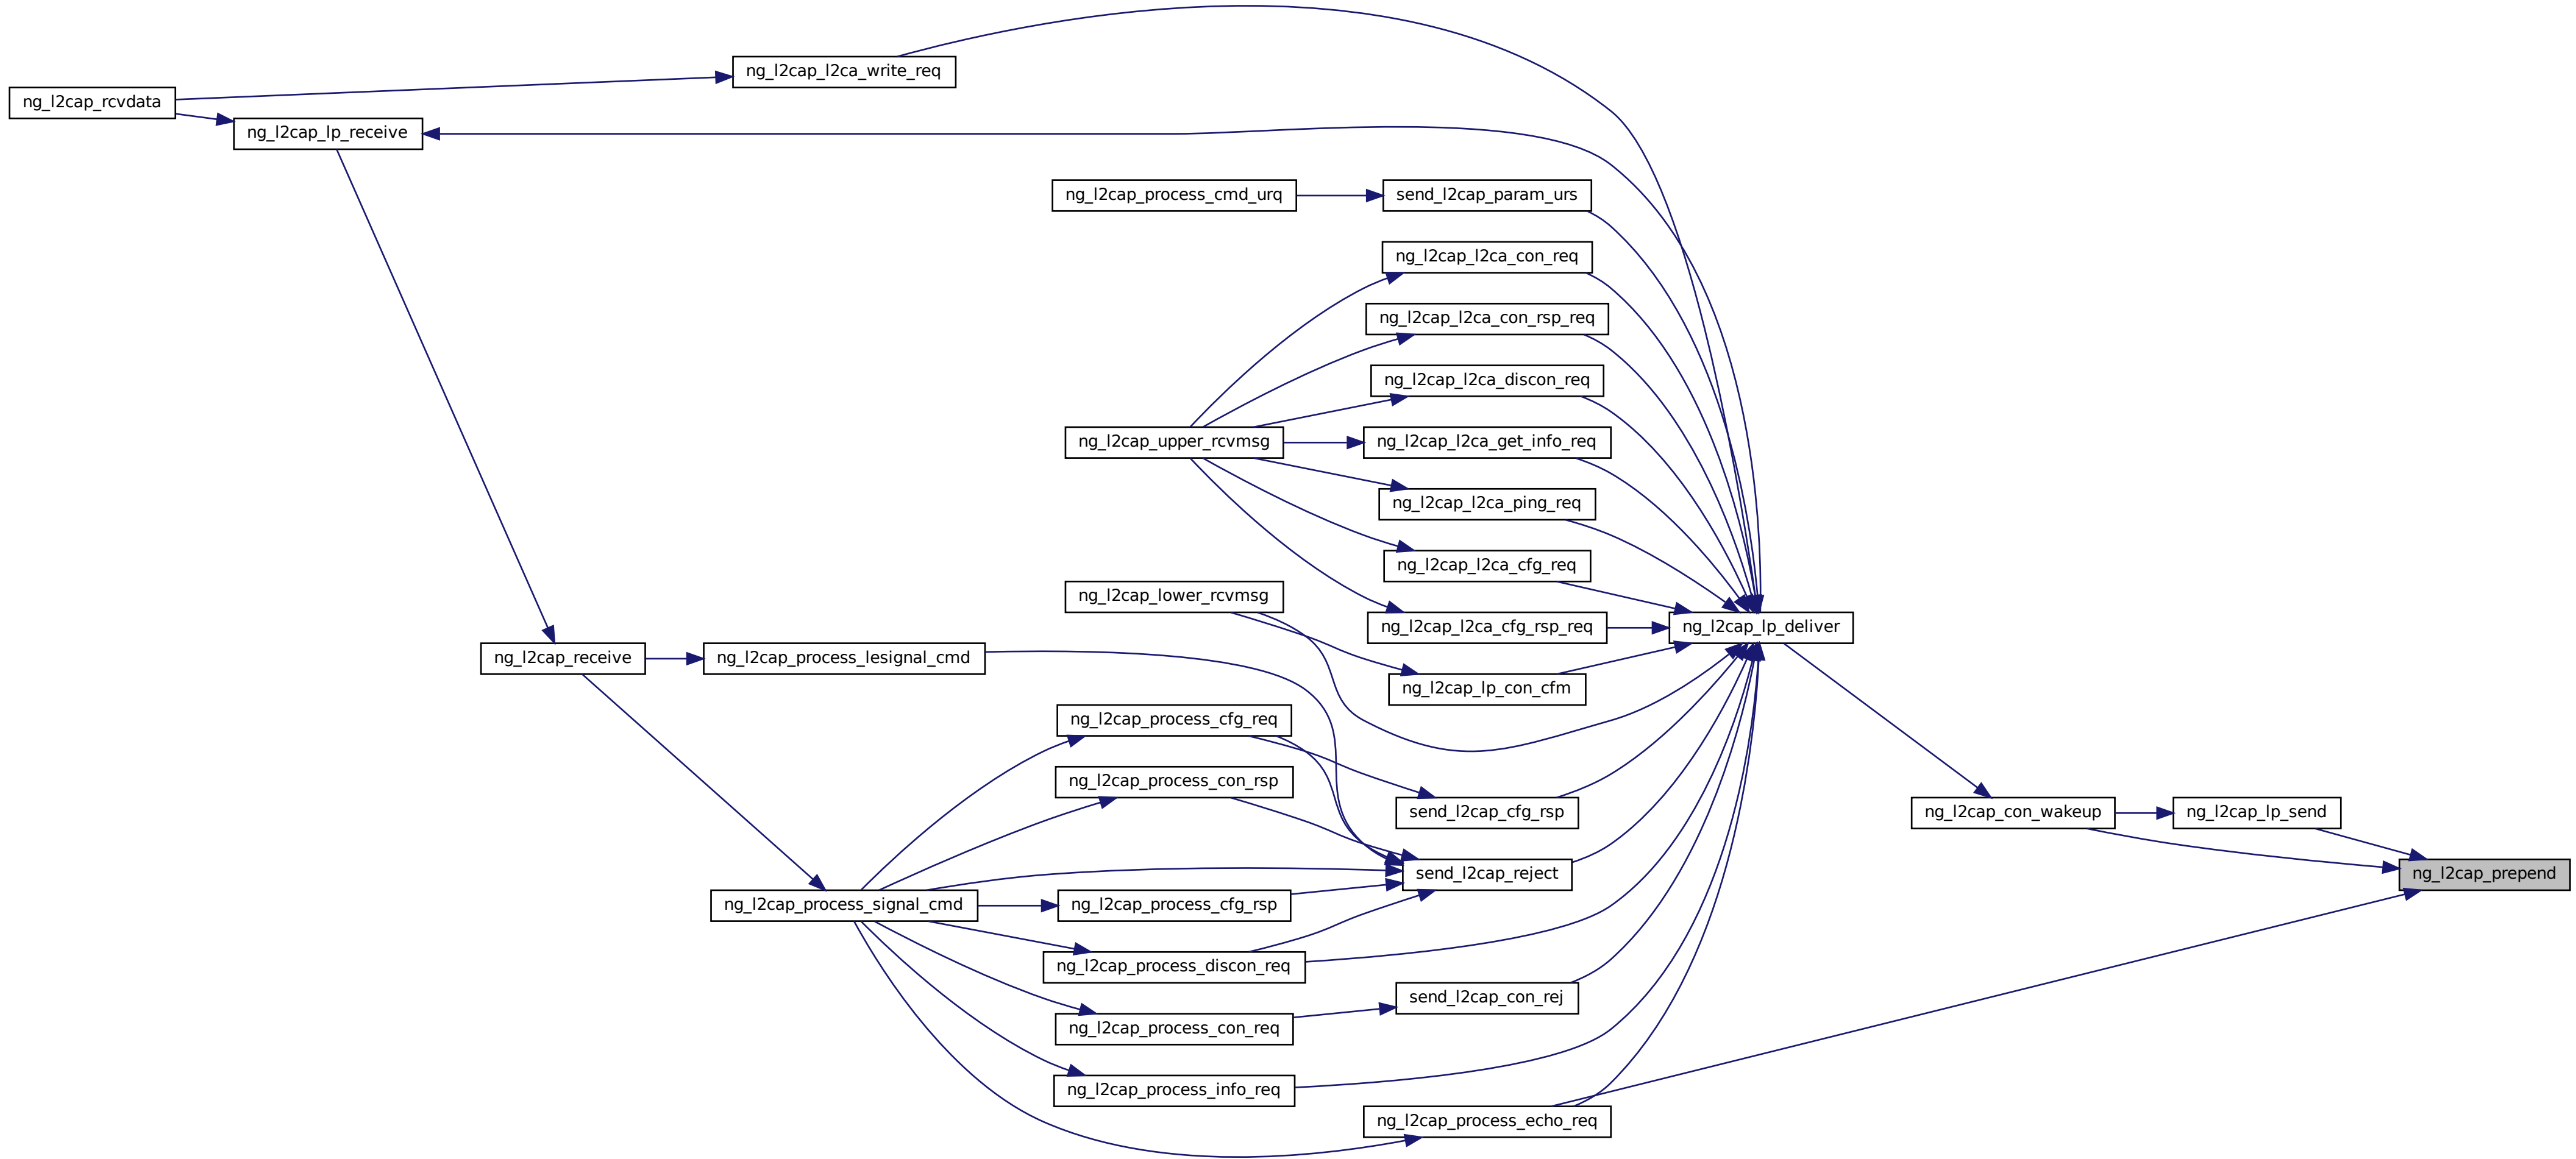 ng_l2cap_l2ca_write_req
ng_l2cap_rcvdata
ng_l2cap_lp_receive
ng_l2cap_process_cmd_urq
send_l2cap_param_urs
ng_l2cap_l2ca_con_req
ng_l2cap_l2ca_con_rsp_req
ng_l2cap_l2ca_discon_req
ng_l2cap_upper_rcvmsg
ng_l2cap_l2ca_get_info_req
ng_l2cap_l2ca_ping_req
ng_l2cap_l2ca_cfg_req
ng_l2cap_lower_rcvmsg
ng_l2cap_l2ca_cfg_rsp_req
ng_l2cap_lp_deliver
ng_l2cap_receive
ng_l2cap_process_lesignal_cmd
ng_l2cap_lp_con_cfm
ng_l2cap_process_cfg_req
ng_l2cap_process_con_rsp
send_l2cap_cfg_rsp
ng_l2cap_con_wakeup
ng_l2cap_lp_send
send_l2cap_reject
ng_l2cap_prepend
ng_l2cap_process_signal_cmd
ng_l2cap_process_cfg_rsp
ng_l2cap_process_discon_req
send_l2cap_con_rej
ng_l2cap_process_con_req
ng_l2cap_process_info_req
ng_l2cap_process_echo_req